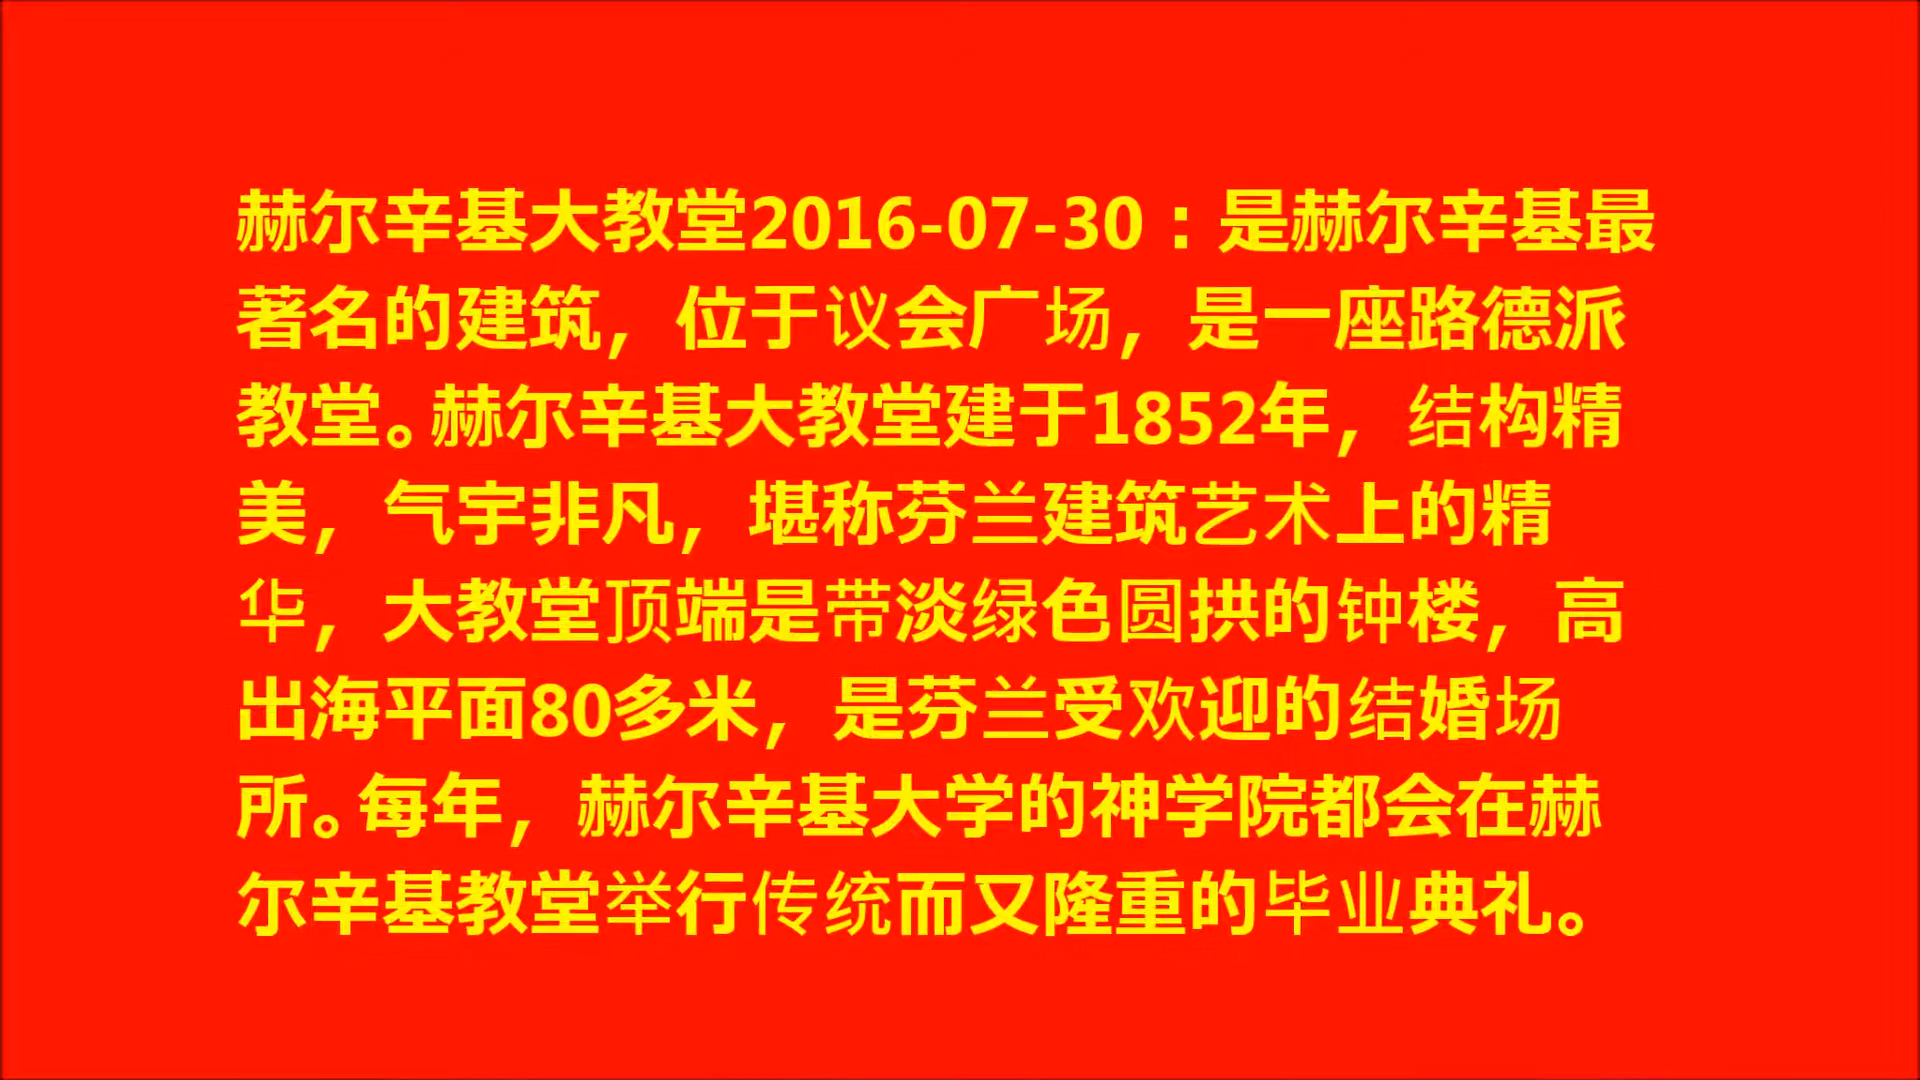 赫尔辛基大教堂2016-07-30：是赫尔辛基最
著名的建筑，位于议会广场，是一座路德派
教堂。赫尔辛基大教堂建于1852年，结构精
美，气宇非凡，堪称芬兰建筑艺术上的精
华，大教堂顶端是带淡绿色圆拱的钟楼，高
出海平面80多米，是芬兰受欢迎的结婚场
所。每年，赫尔辛基大学的神学院都会在赫
尔辛基教堂举行传统而又隆重的毕业典礼。